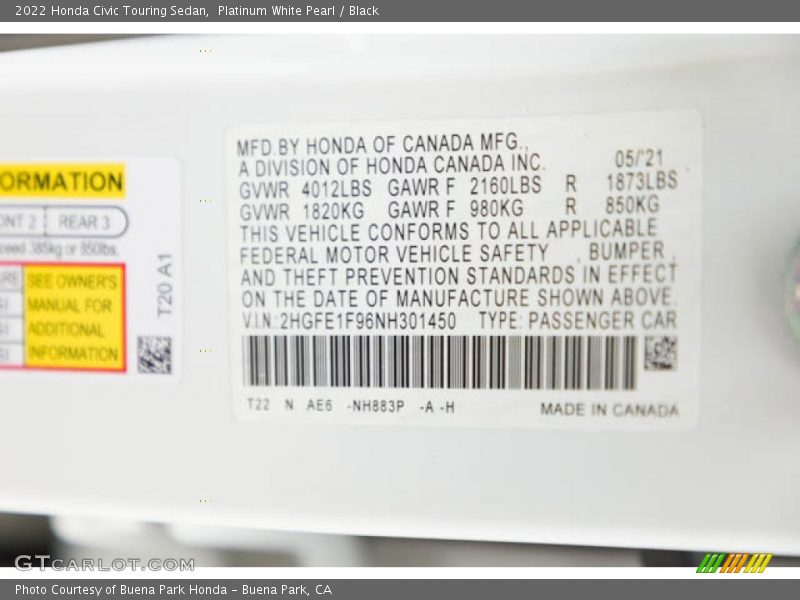 2022 Honda Civic Touring Sedan,  Platinum White Pearl / Black
ORMATION
ONT 2 REAR 3
ceed 385kg or 850lbs.
SEE OWNER'S
MANUAL FOR
ADDITIONAL
INFORMATION
T20 A1
MFD. BY HONDA OF CANADA MFG.,
A DIVISION OF HONDA CANADA INC. 05/'21
GVWR 4012LBS GAWR F 2160LBS R 1873LBS
GVWR 1820KG GAWR F 980KG R 850KG
THIS VEHICLE CONFORMS TO ALL APPLICABLE
FEDERAL MOTOR VEHICLE SAFETY , BUMPER ,
AND THEFT PREVENTION STANDARDS IN EFFECT
ON THE DATE OF MANUFACTURE SHOWN ABOVE.
V.I.N.:2HGFE1F96NH301450 TYPE: PASSENGER CAR
T22 N AE6 -NH883P -A -H MADE IN CANADA
GTCARLOT.COM
Photo Courtesy of Buena Park Honda – Buena Park, CA